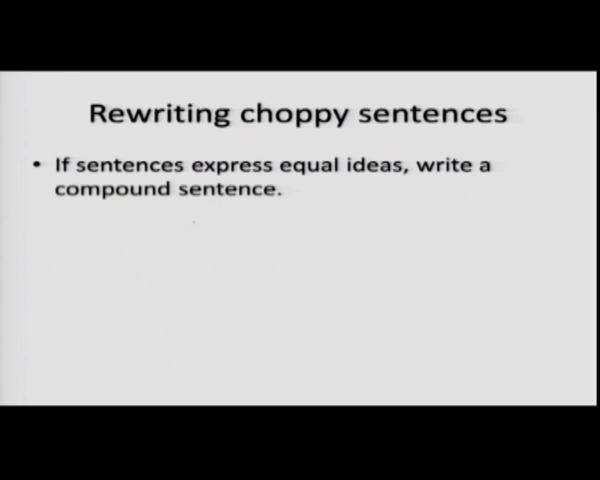 Rewriting choppy sentences
• If sentences express equal ideas, write a
compound sentence.